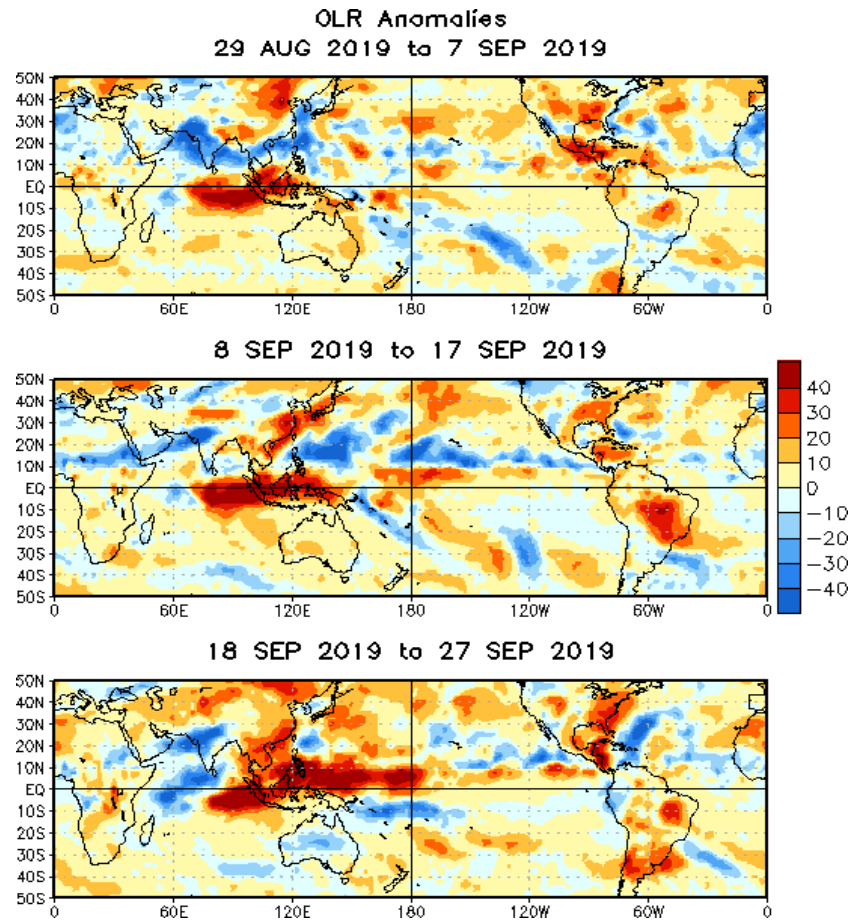 OLR Anomalies
29 AUG 2019 to 7 SEP 2019
50N
40N
30N
20N
10N
EQ
10S
20S
30S
40S
50S
0 60E 120E 180 120W 60W 0
8 SEP 2019 to 17 SEP 2019
50N
40N
30N
20N
10N
EQ
10S
20S
30S
40S
50S
0 60E 120E 180 120W 60W 0
40
30
20
10
0
−10
−20
−30
−40
18 SEP 2019 to 27 SEP 2019
50N
40N
30N
20N
10N
EQ
10S
20S
30S
40S
50S
0 60E 120E 180 120W 60W 0